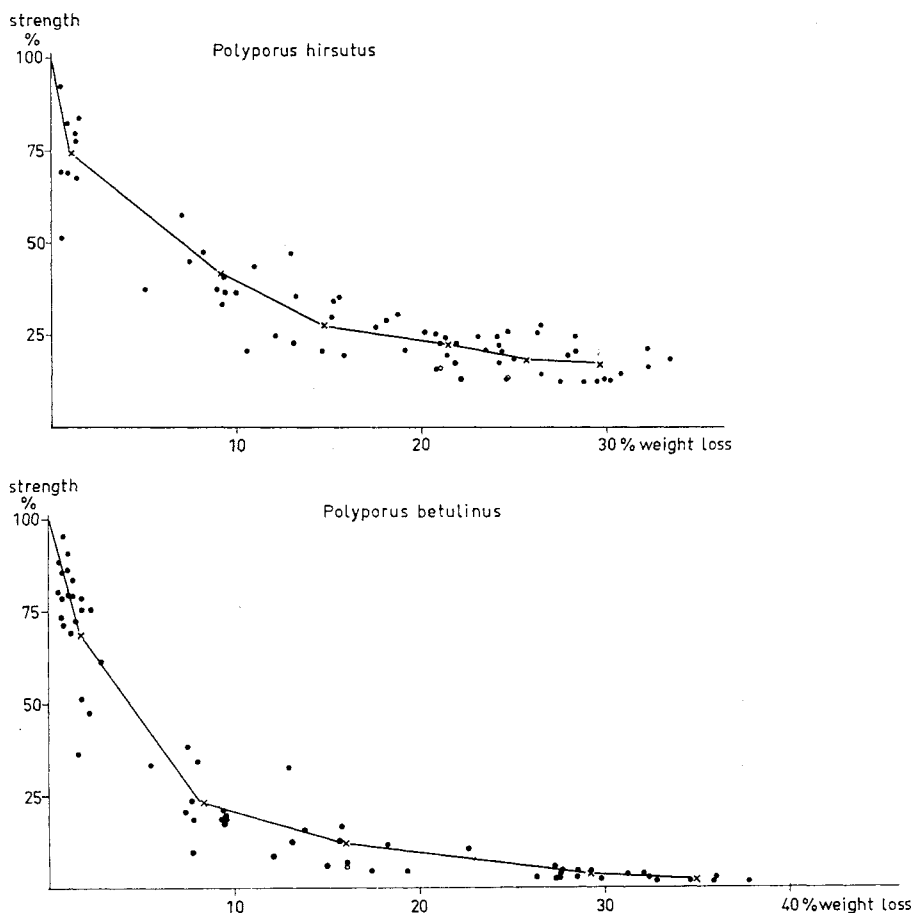 strength
%
Polyporus hirsutus
100
75
50
25
10 20 30 % weight loss
strength
%
Polyporus betulinus
100
75
50
25
10 20 30 40 % weight loss